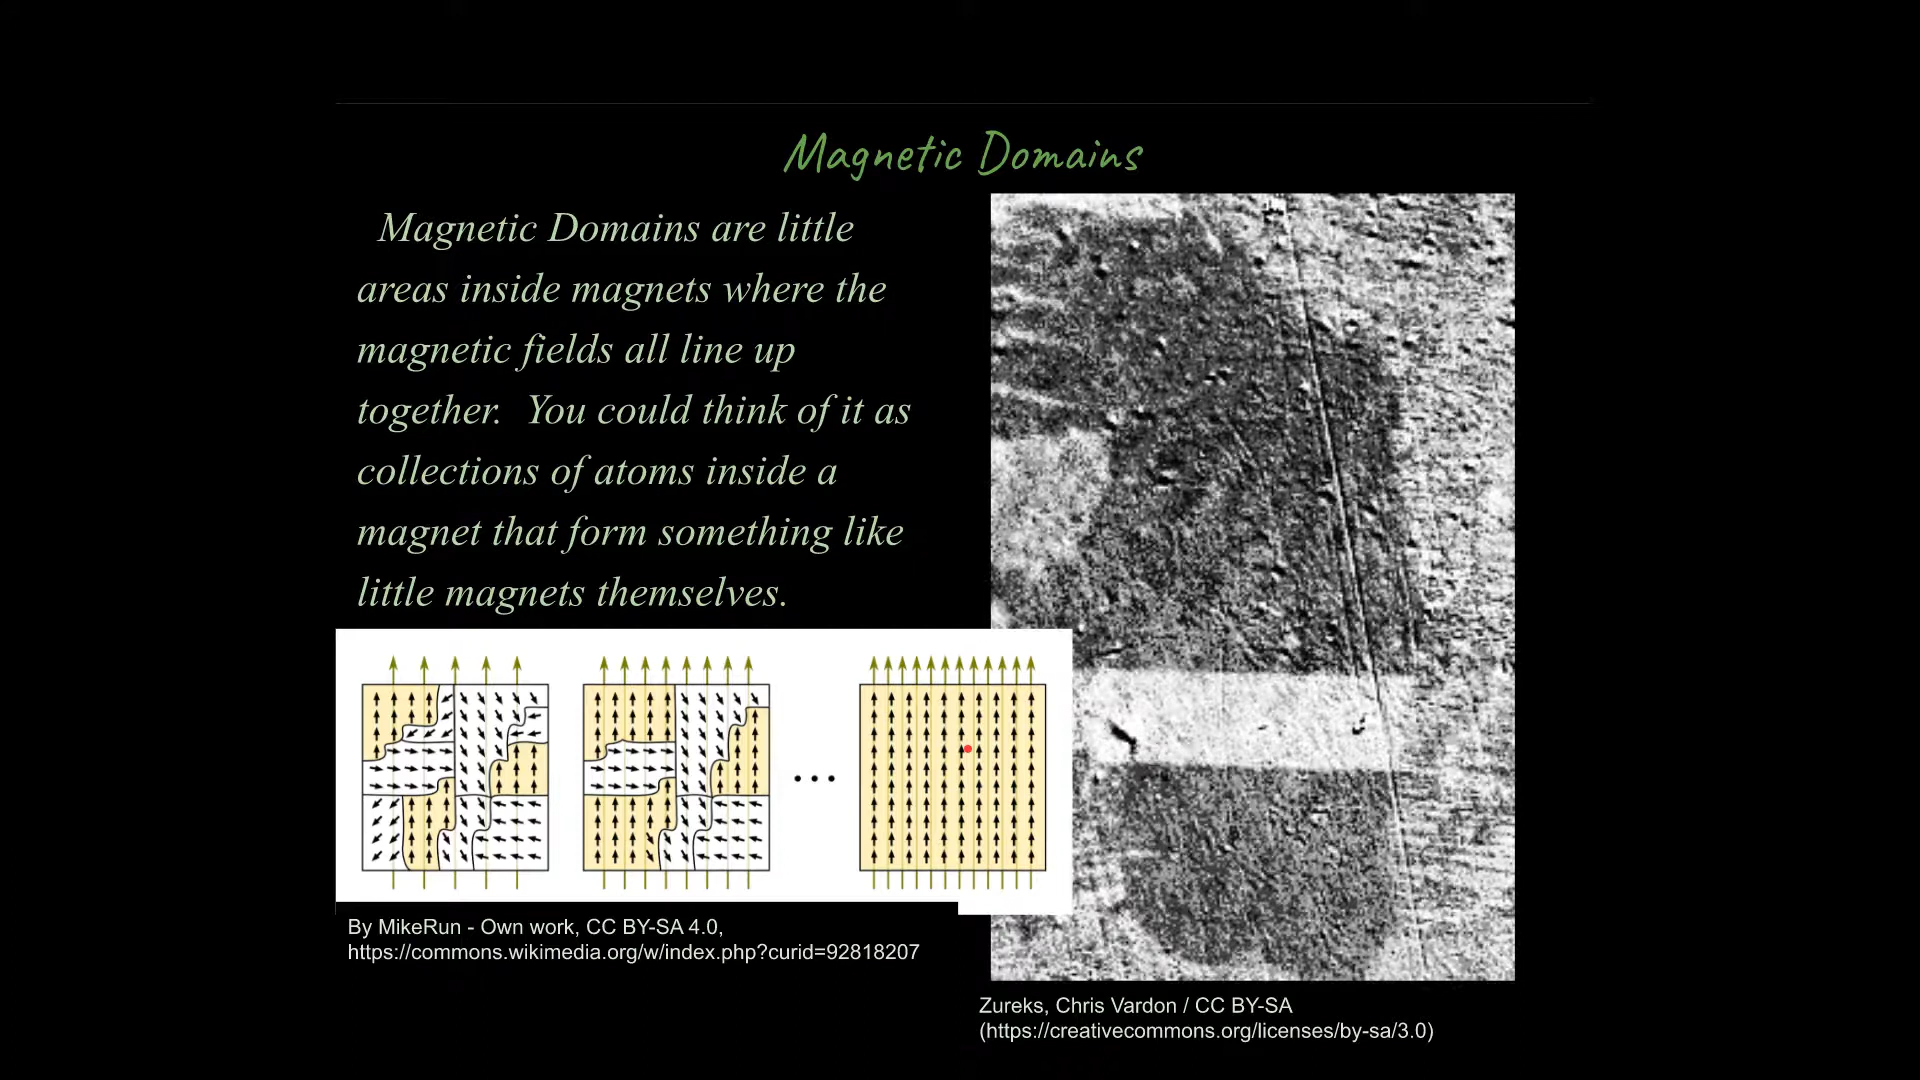 Magnetic Domains
Magnetic Domains are little
areas inside magnets where the
magnetic fields all line up
together. You could think of it as
collections of atoms inside a
magnet that form something like
little magnets themselves.
By MikeRun - Own work, CC BY-SA 4.0,
https://commons.wikimedia.org/w/index.php?curid=92818207
Zureks, Chris Vardon / CC BY-SA
(https://creativecommons.org/licenses/by-sa/3.0)